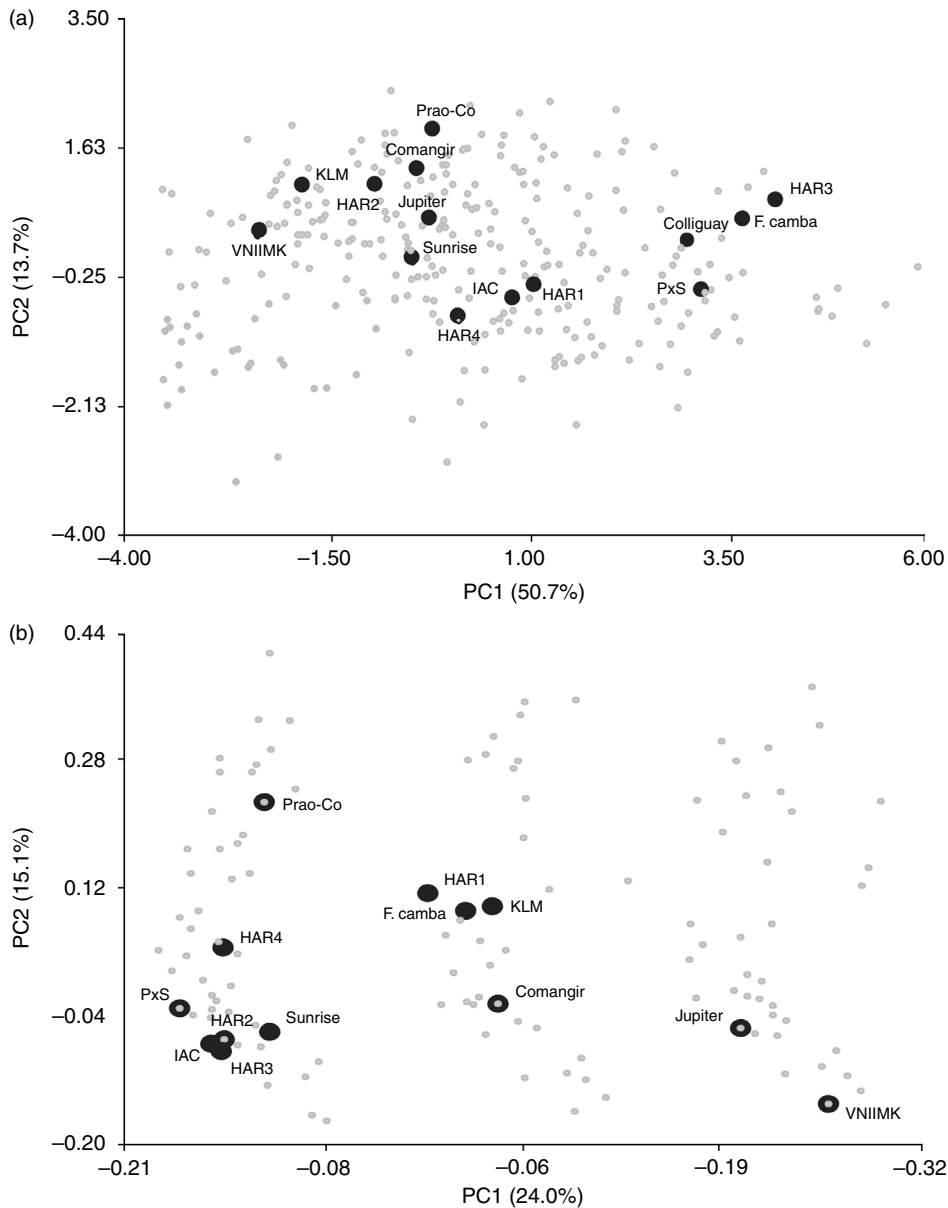 (a)
3.50
1.63
−0.25
−2.13
−4.00
PC2 (13.7%)
Prao-Co
Comangir
KLM
HAR2
Jupiter
VNIIMK
Sunrise
IAC
HAR1
HAR4
HAR3
Colliguay
F. camba
PxS
−4.00
−1.50
1.00
3.50
6.00
PC1 (50.7%)
(b)
0.44
0.28
0.12
−0.04
−0.20
PC2 (15.1%)
Prao-Co
HAR1
F. camba
KLM
HAR4
PxS
Comangir
HAR2
Sunrise
Jupiter
IAC
HAR3
VNIIMK
−0.21
−0.08
−0.06
−0.19
−0.32
PC1 (24.0%)